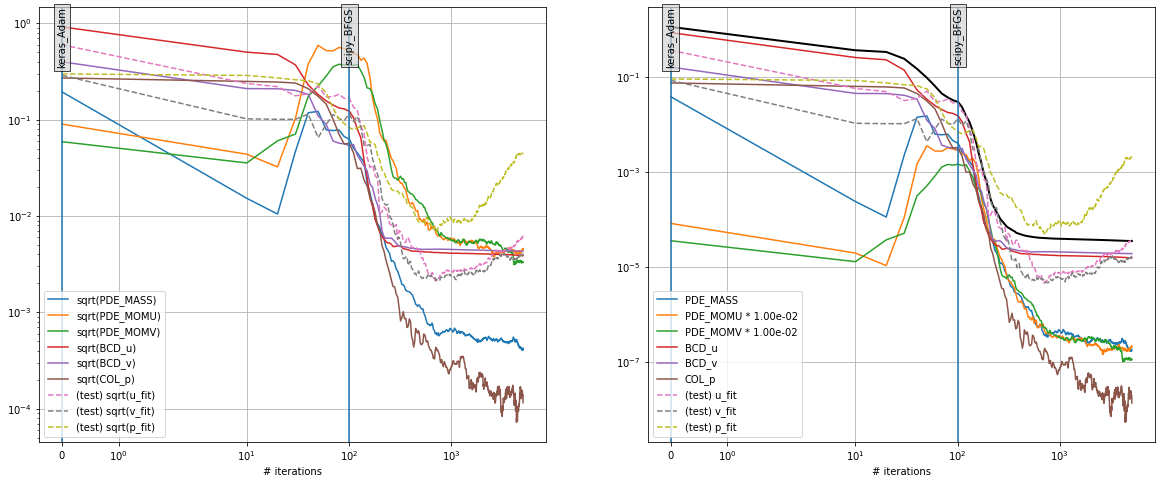 keras_Adam
scipy_BFGS
10⁰
10⁻¹
10⁻²
10⁻³
10⁻⁴
sqrt(PDE_MASS)
sqrt(PDE_MOMU)
sqrt(PDE_MOMV)
sqrt(BCD_u)
sqrt(BCD_v)
sqrt(COL_p)
(test) sqrt(u_fit)
(test) sqrt(v_fit)
(test) sqrt(p_fit)
0
10⁰
10¹
10²
10³
# iterations
keras_Adam
scipy_BFGS
10⁻¹
10⁻³
10⁻⁵
10⁻⁷
PDE_MASS
PDE_MOMU * 1.00e-02
PDE_MOMV * 1.00e-02
BCD_u
BCD_v
COL_p
(test) u_fit
(test) v_fit
(test) p_fit
0
10⁰
10¹
10²
10³
# iterations